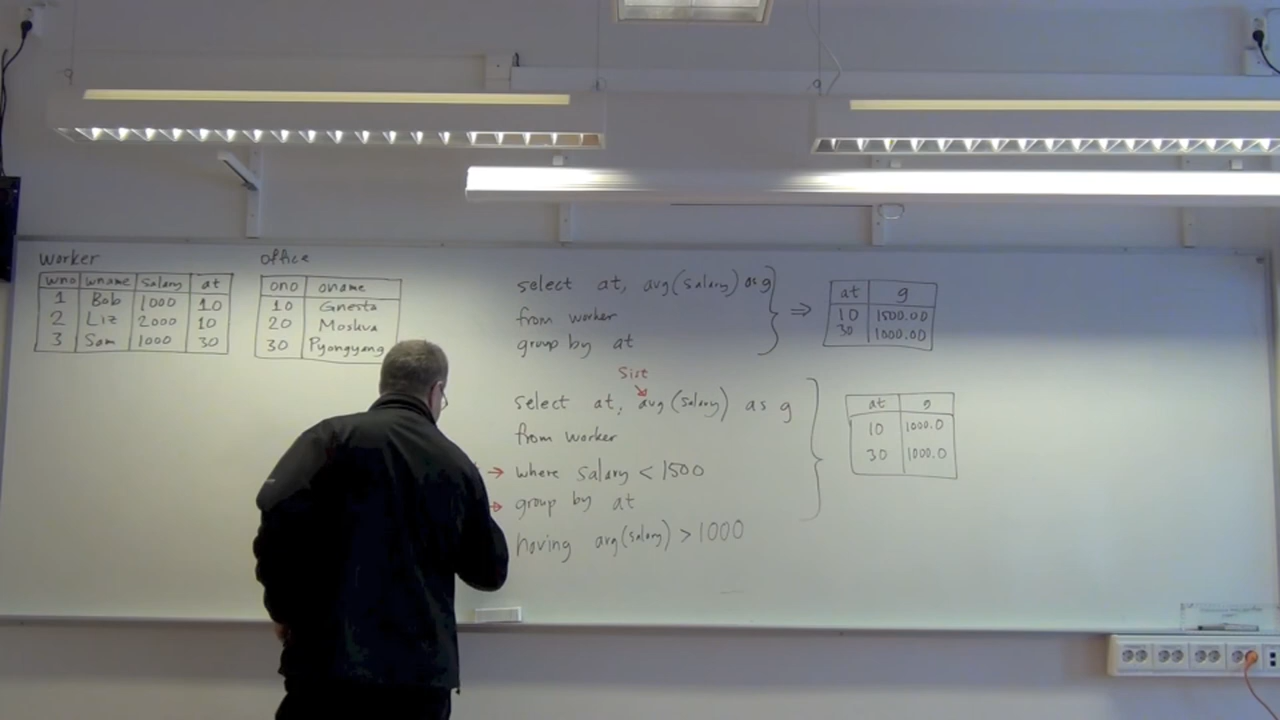 worker
wno wname salary at
1 Bob 1000 10
2 Liz 2000 10
3 Sam 1000 30
office
ono oname
10 Gnesta
20 Moskva
30 Pyongyang
select at, avg(salary) as g
from worker
group by at
⇒
at g
10 1500.00
30 1000.00
Sist
select at, avg(salary) as g
from worker
→ where salary < 1500
→ group by at
having avg(salary) > 1000
at g
10 1000.0
30 1000.0